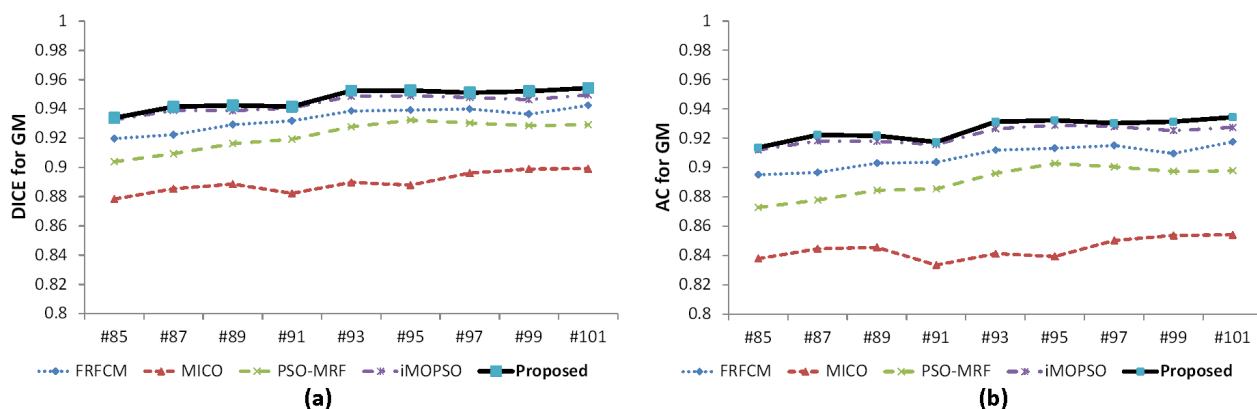 DICE for GM
1
0.98
0.96
0.94
0.92
0.9
0.88
0.86
0.84
0.82
0.8
#85 #87 #89 #91 #93 #95 #97 #99 #101
FRFCM MICO PSO-MRF iMOPSO Proposed
(a)
AC for GM
1
0.98
0.96
0.94
0.92
0.9
0.88
0.86
0.84
0.82
0.8
#85 #87 #89 #91 #93 #95 #97 #99 #101
FRFCM MICO PSO-MRF iMOPSO Proposed
(b)